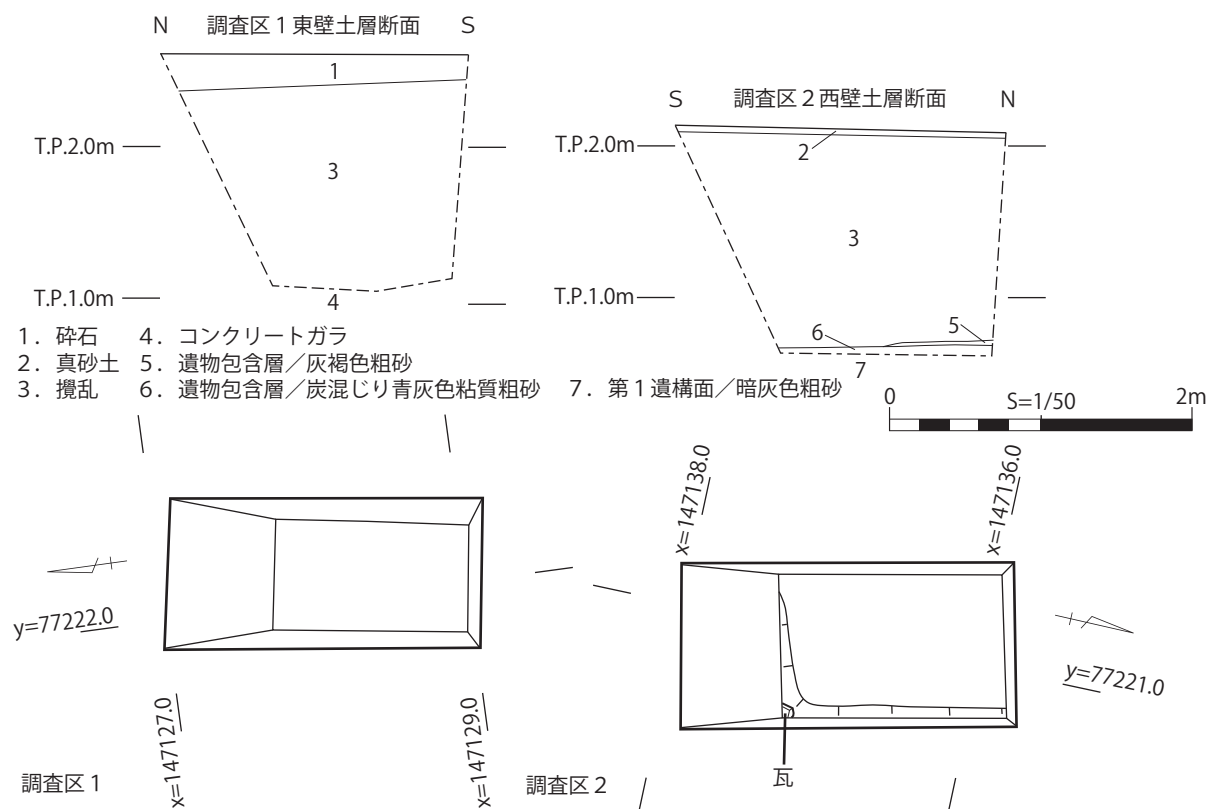 N 調査区1東壁土層断面 S
1
T.P.2.0m
3
T.P.1.0m
4
S 調査区2西壁土層断面 N
T.P.2.0m
2
3
T.P.1.0m
6
5
7
1．砕石 4．コンクリートガラ
2．真砂土 5．遺物包含層／灰褐色粗砂
3．攪乱 6．遺物包含層／炭混じり青灰色粘質粗砂 7．第1遺構面／暗灰色粗砂
0 S=1/50 2m
y=77222.0
x=147127.0
x=147129.0
調査区1
x=147138.0
x=147136.0
y=77221.0
瓦
調査区2